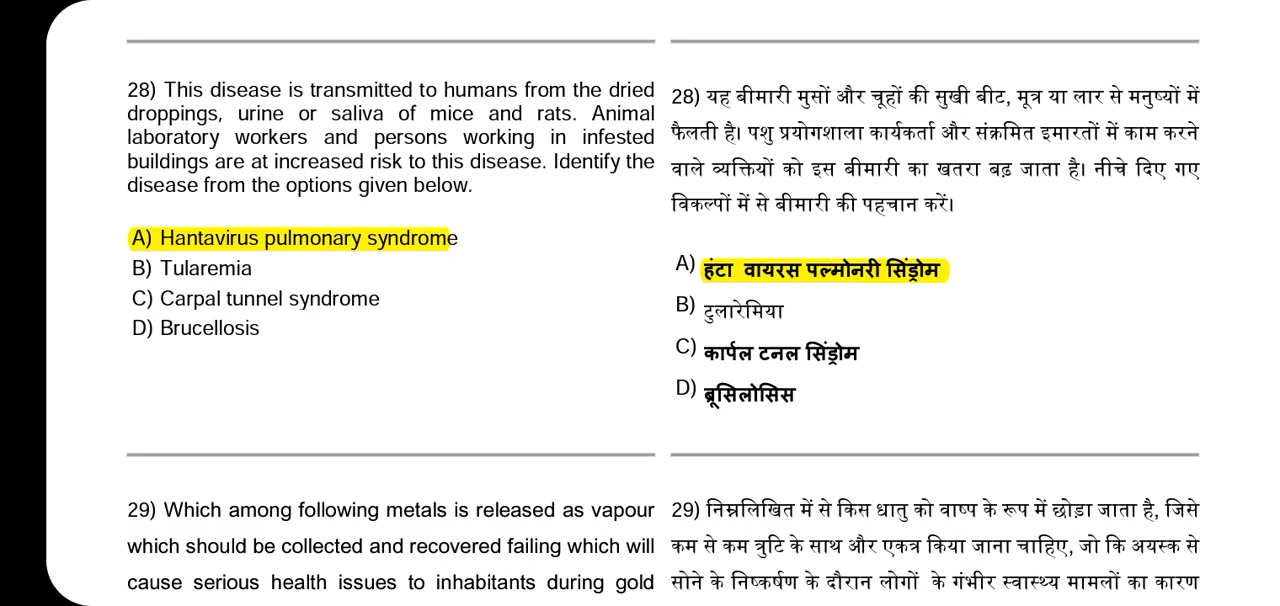 28) This disease is transmitted to humans from the dried
droppings, urine or saliva of mice and rats. Animal
laboratory workers and persons working in infested
buildings are at increased risk to this disease. Identify the
disease from the options given below.
A) Hantavirus pulmonary syndrome
B) Tularemia
C) Carpal tunnel syndrome
D) Brucellosis
28) यह बीमारी मुसों और चूहों की सुखी बीट, मूत्र या लार से मनुष्यों में
फैलती है। पशु प्रयोगशाला कार्यकर्ता और संक्रमित इमारतों में काम करने
वाले व्यक्तियों को इस बीमारी का खतरा बढ़ जाता है। नीचे दिए गए
विकल्पों में से बीमारी की पहचान करें।
A) हंटा वायरस पल्मोनरी सिंड्रोम
B) टुलारेमिया
C) कार्पल टनल सिंड्रोम
D) ब्रूसिलोसिस
29) Which among following metals is released as vapour
which should be collected and recovered failing which will
cause serious health issues to inhabitants during gold
29) निम्नलिखित में से किस धातु को वाष्प के रूप में छोड़ा जाता है, जिसे
कम से कम त्रुटि के साथ और एकत्र किया जाना चाहिए, जो कि अयस्क से
सोने के निष्कर्षण के दौरान लोगों के गंभीर स्वास्थ्य मामलों का कारण